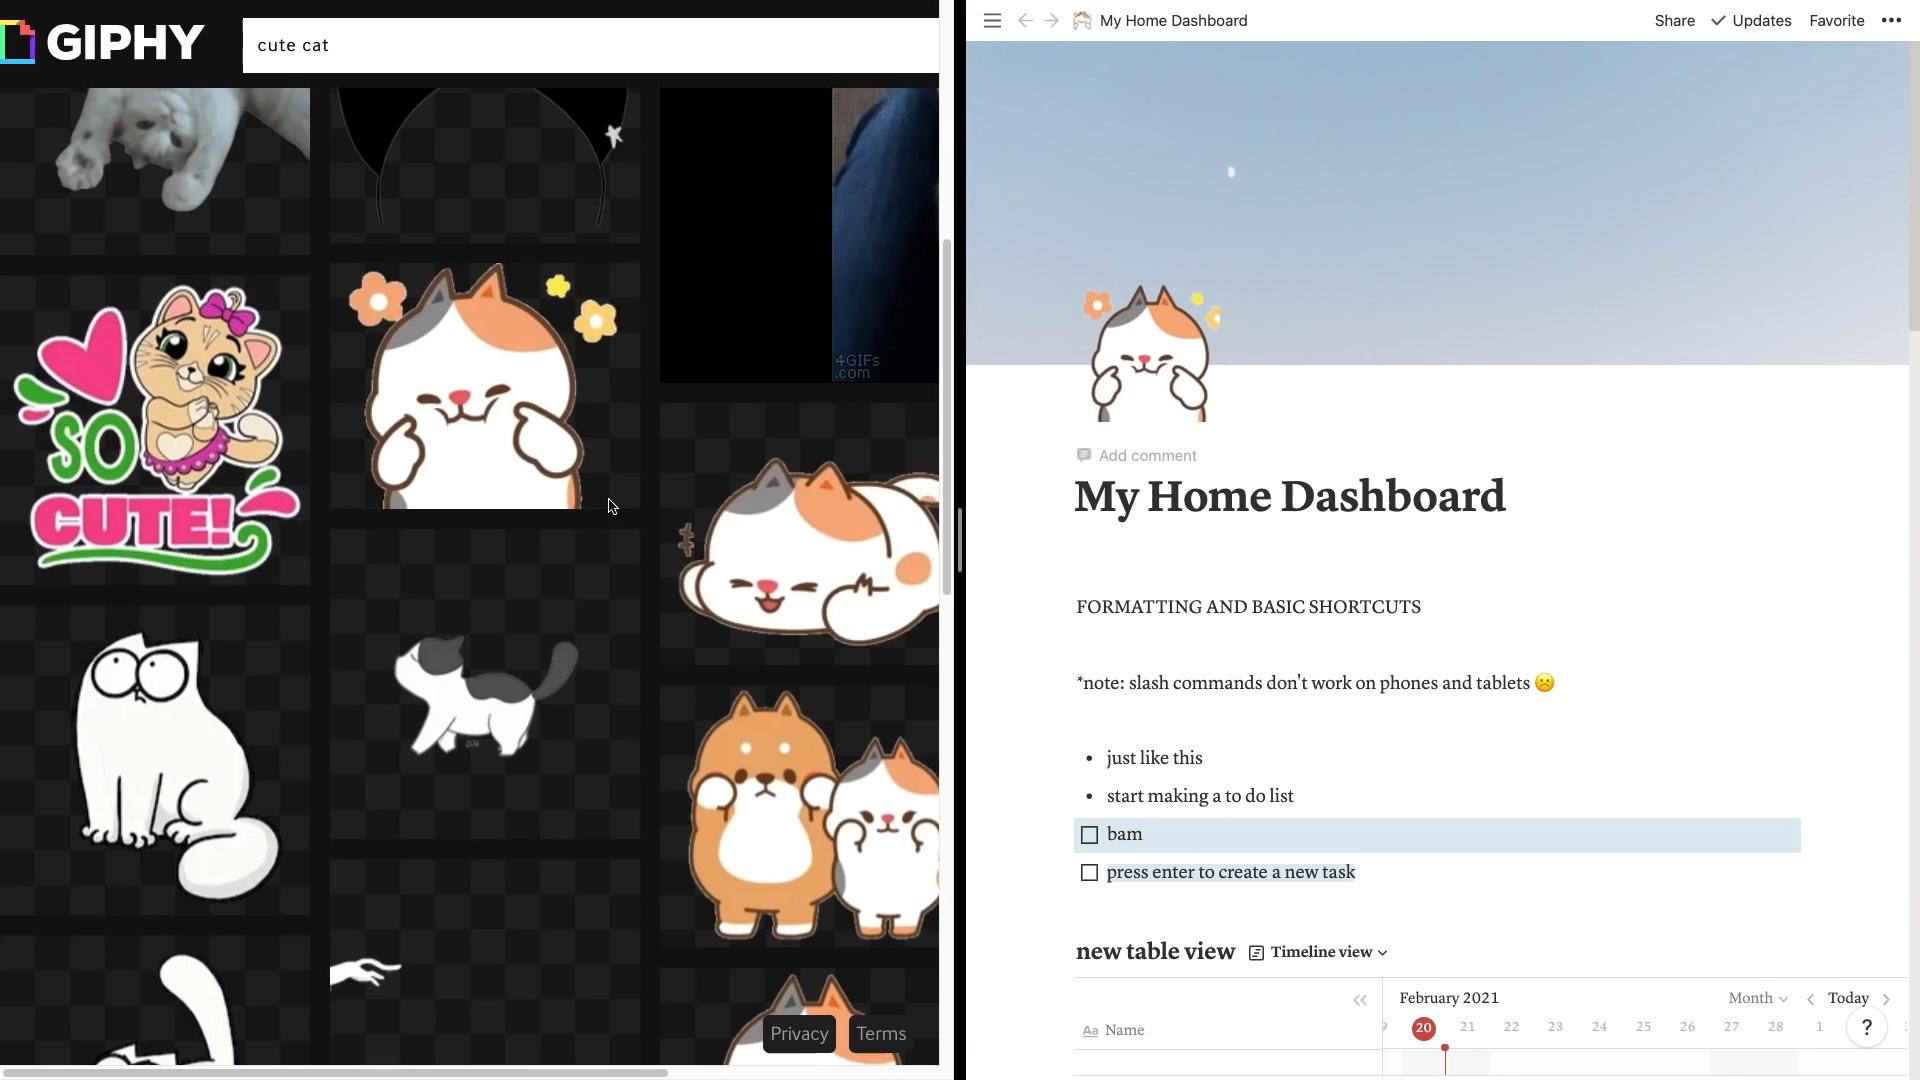 GIPHY
cute cat
4GIFs
.com
SO
CUTE!
Privacy
Terms
My Home Dashboard
Share
Updates
Favorite
Add comment
My Home Dashboard
FORMATTING AND BASIC SHORTCUTS
*note: slash commands don't work on phones and tablets ☹️
• just like this
• start making a to do list
bam
press enter to create a new task
new table view
Timeline view
February 2021
Month
Today
Aa Name
20 21 22 23 24 25 26 27 28 1
?